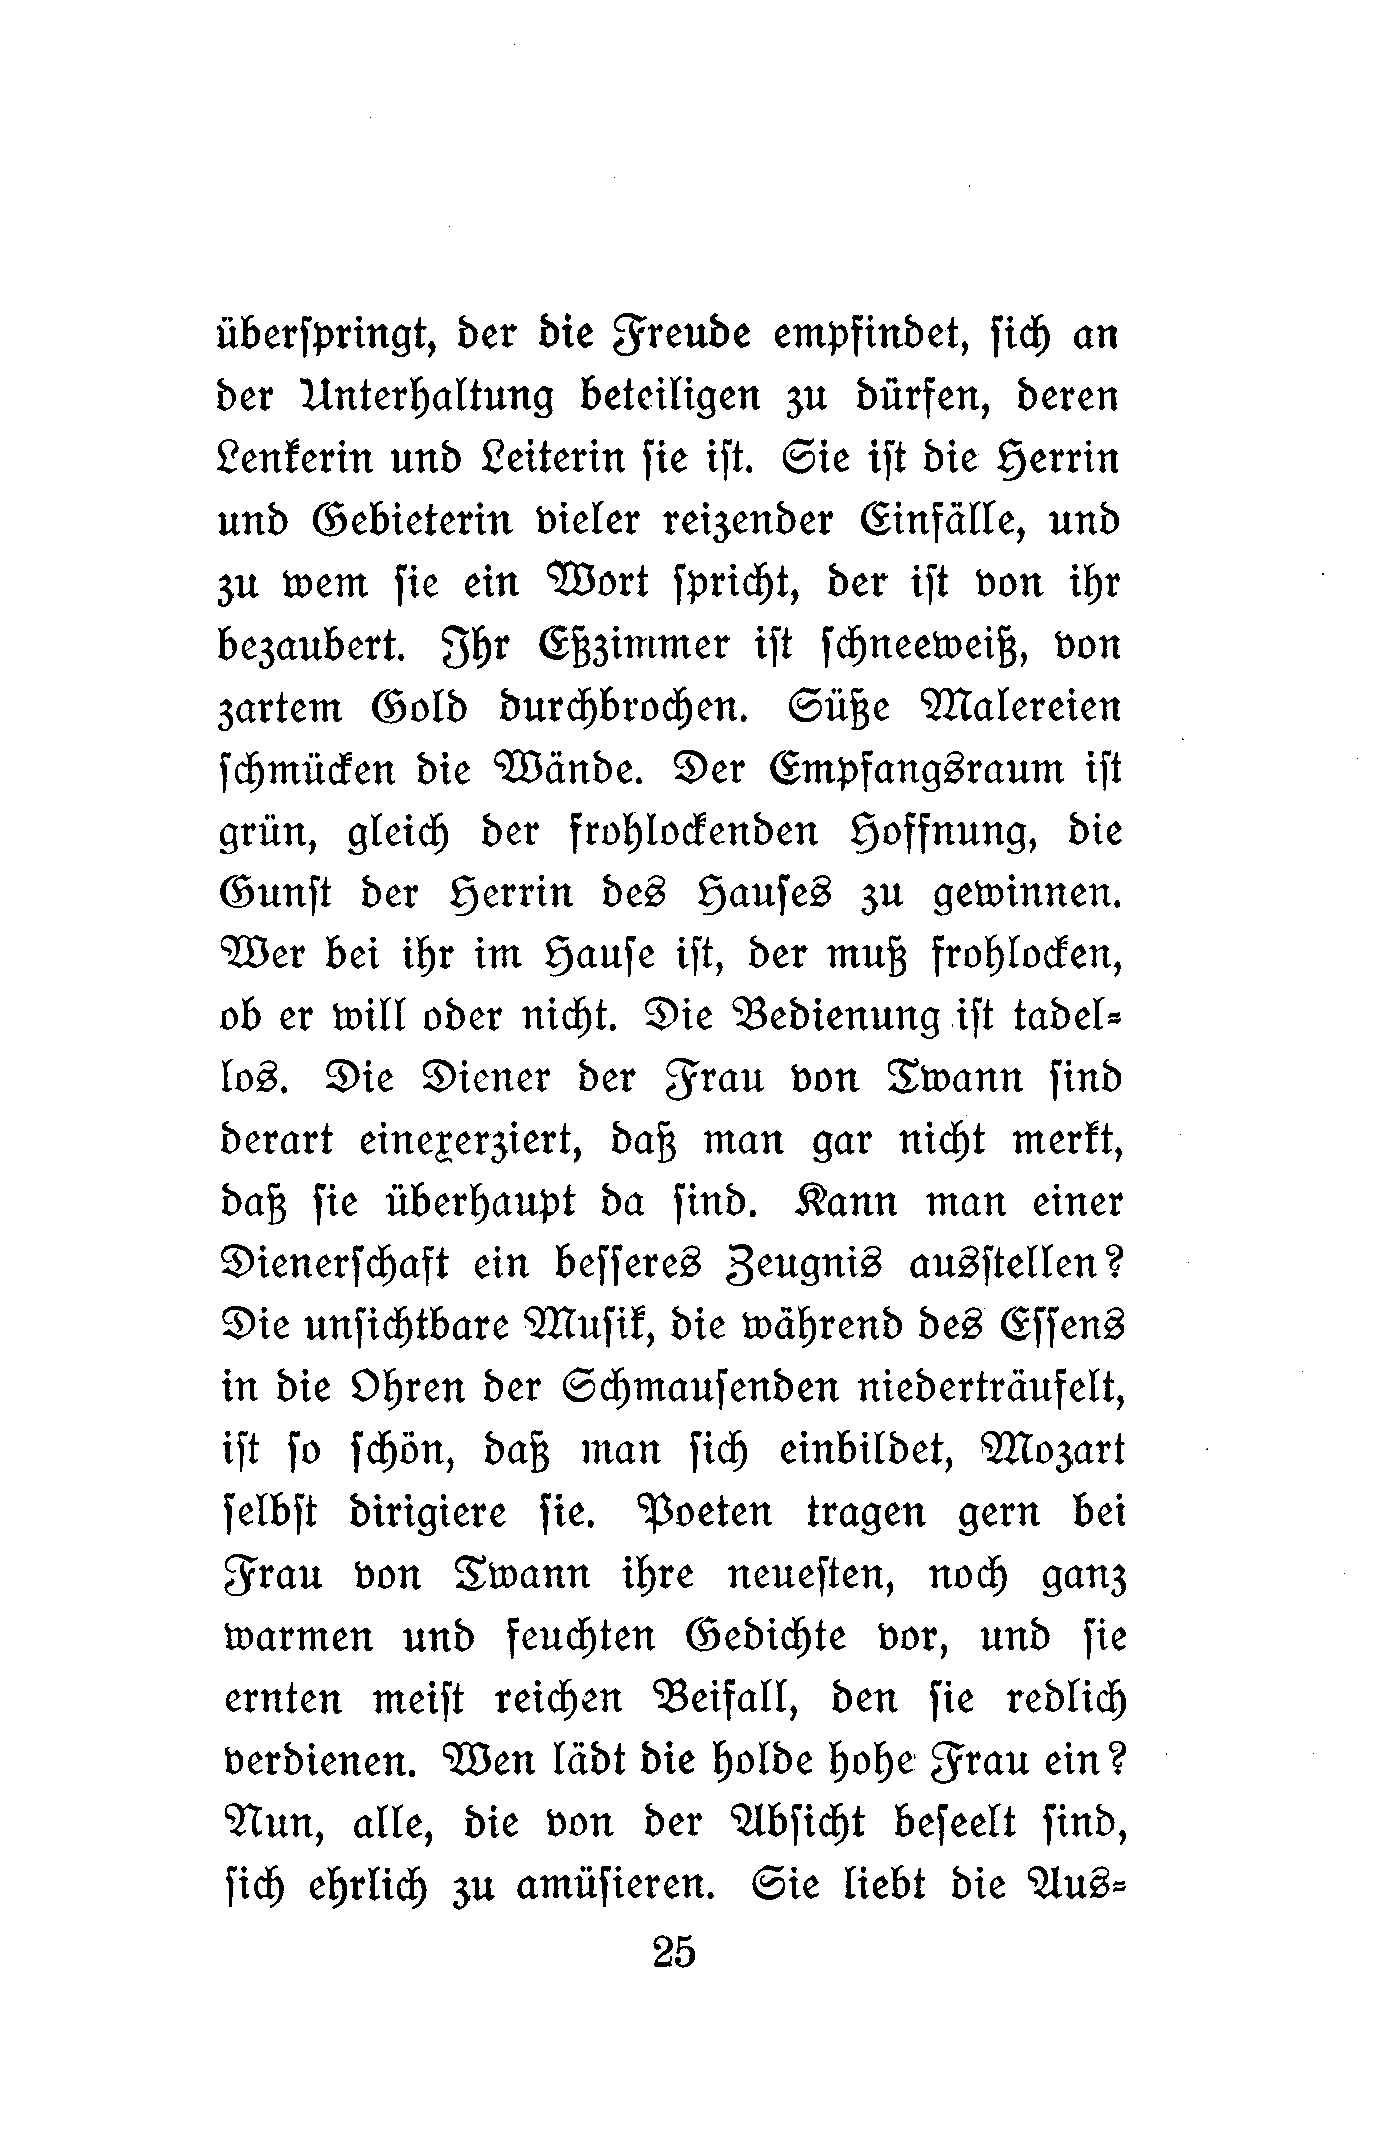 überſpringt, der die Freude empfindet, ſich an
der Unterhaltung beteiligen zu dürfen, deren
Lenkerin und Leiterin ſie iſt. Sie iſt die Herrin
und Gebieterin vieler reizender Einfälle, und
zu wem ſie ein Wort ſpricht, der iſt von ihr
bezaubert. Ihr Eßzimmer iſt ſchneeweiß, von
zartem Gold durchbrochen. Süße Malereien
ſchmücken die Wände. Der Empfangsraum iſt
grün, gleich der frohlockenden Hoffnung, die
Gunſt der Herrin des Hauſes zu gewinnen.
Wer bei ihr im Hauſe iſt, der muß frohlocken,
ob er will oder nicht. Die Bedienung iſt tadel⸗
los. Die Diener der Frau von Twann ſind
derart einexerziert, daß man gar nicht merkt,
daß ſie überhaupt da ſind. Kann man einer
Dienerſchaft ein beſſeres Zeugnis ausſtellen?
Die unſichtbare Muſik, die während des Eſſens
in die Ohren der Schmauſenden niederträufelt,
iſt ſo ſchön, daß man ſich einbildet, Mozart
ſelbſt dirigiere ſie. Poeten tragen gern bei
Frau von Twann ihre neueſten, noch ganz
warmen und feuchten Gedichte vor, und ſie
ernten meiſt reichen Beifall, den ſie redlich
verdienen. Wen lädt die holde hohe Frau ein?
Nun, alle, die von der Abſicht beſeelt ſind,
ſich ehrlich zu amüſieren. Sie liebt die Aus⸗
25